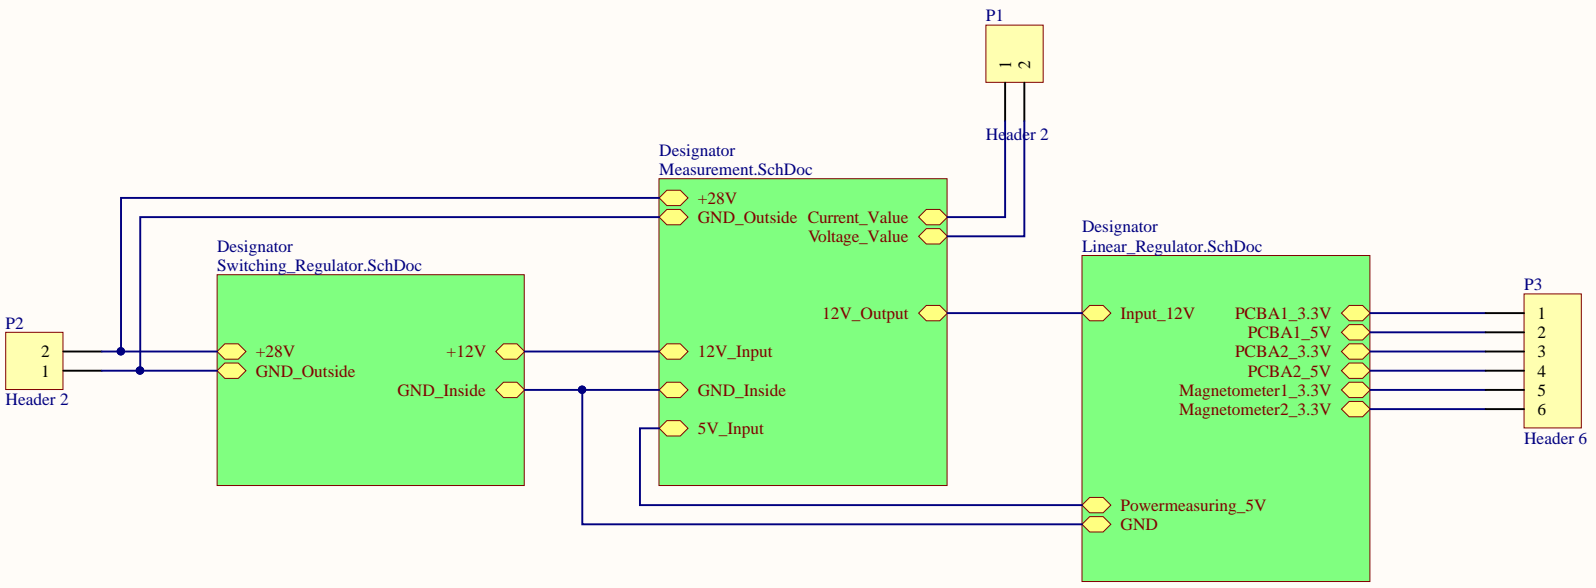 P1
1
2
Header 2
Designator
Measurement.SchDoc
+28V
GND_Outside Current_Value
Voltage_Value
12V_Output
12V_Input
GND_Inside
5V_Input
Designator
Switching_Regulator.SchDoc
+28V +12V
GND_Outside
GND_Inside
P2
2
1
Header 2
Designator
Linear_Regulator.SchDoc
Input_12V PCBA1_3.3V
PCBA1_5V
PCBA2_3.3V
PCBA2_5V
Magnetometer1_3.3V
Magnetometer2_3.3V
Powermeasuring_5V
GND
P3
1
2
3
4
5
6
Header 6